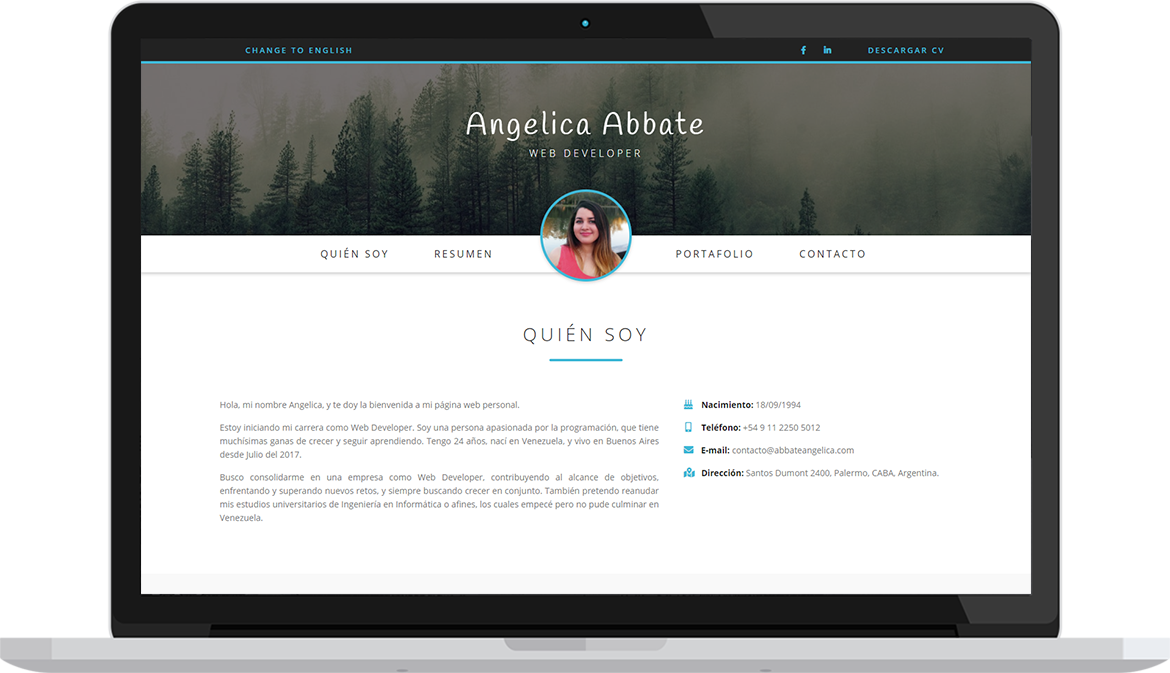 CHANGE TO ENGLISH
DESCARGAR CV
Angelica Abbate
WEB DEVELOPER
QUIÉN SOY RESUMEN PORTAFOLIO CONTACTO
QUIÉN SOY
Hola, mi nombre Angelica, y te doy la bienvenida a mi página web personal.
Estoy iniciando mi carrera como Web Developer. Soy una persona apasionada por la programación, que tiene
muchísimas ganas de crecer y seguir aprendiendo. Tengo 24 años, nací en Venezuela, y vivo en Buenos Aires
desde Julio del 2017.
Busco consolidarme en una empresa como Web Developer, contribuyendo al alcance de objetivos,
enfrentando y superando nuevos retos, y siempre buscando crecer en conjunto. También pretendo reanudar
mis estudios universitarios de Ingeniería en Informática o afines, los cuales empecé pero no pude culminar en
Venezuela.
Nacimiento: 18/09/1994
Teléfono: +54 9 11 2250 5012
E-mail: contacto@abbateangelica.com
Dirección: Santos Dumont 2400, Palermo, CABA, Argentina.